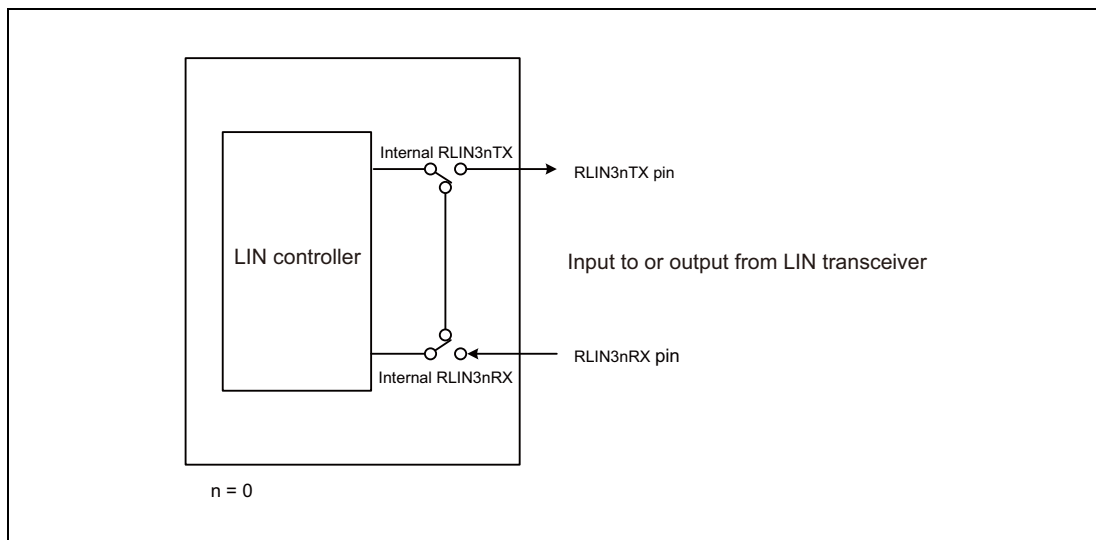 Internal RLIN3nTX
RLIN3nTX pin
LIN controller
Input to or output from LIN transceiver
RLIN3nRX pin
Internal RLIN3nRX
n = 0